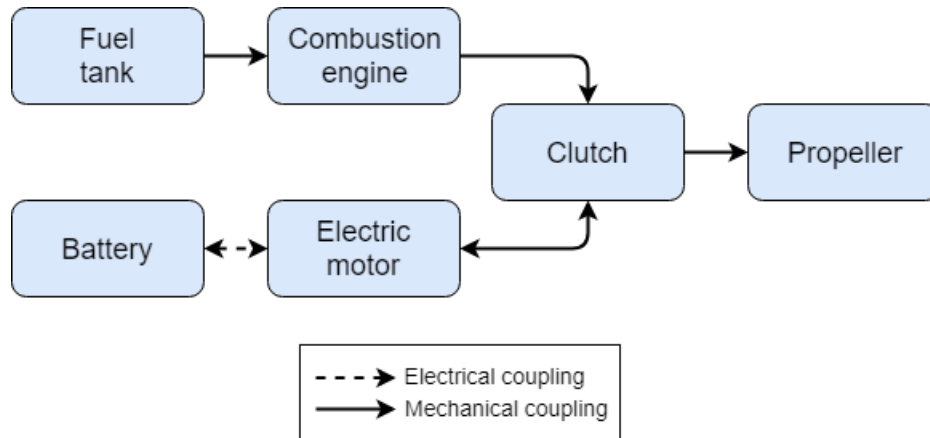 Fuel
tank
Combustion
engine
Clutch
Propeller
Battery
Electric
motor
Electrical coupling
Mechanical coupling